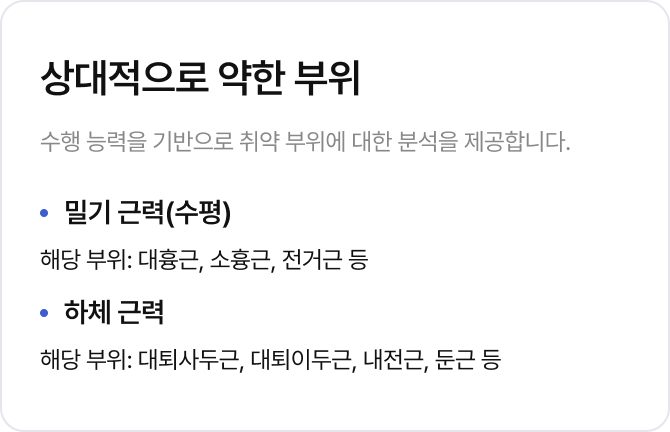 상대적으로 약한 부위
수행 능력을 기반으로 취약 부위에 대한 분석을 제공합니다.
• 밀기 근력(수평)
해당 부위: 대흉근, 소흉근, 전거근 등
• 하체 근력
해당 부위: 대퇴사두근, 대퇴이두근, 내전근, 둔근 등